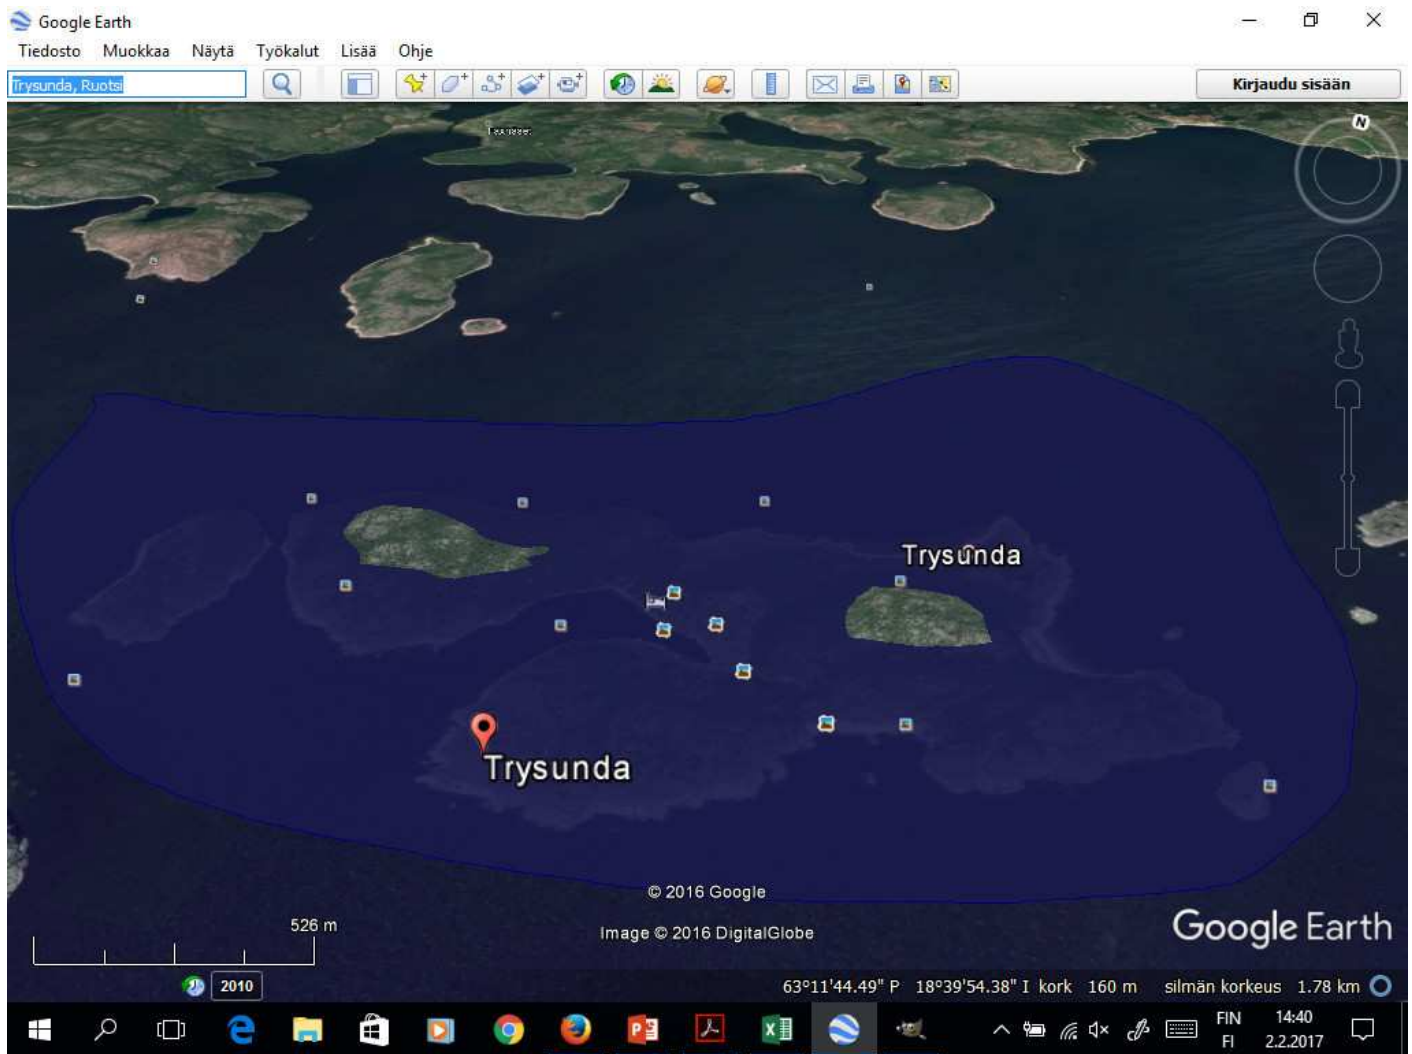 Google Earth
Tiedosto Muokkaa Näytä Työkalut Lisää Ohje
Trysunda, Ruotsi
Kirjaudu sisään
N
Trysunda
Trysunda
© 2016 Google
526 m
Image © 2016 DigitalGlobe
Google Earth
2010
63°11'44.49" P 18°39'54.38" I kork 160 m silmän korkeus 1.78 km
FIN 14:40
FI 2.2.2017